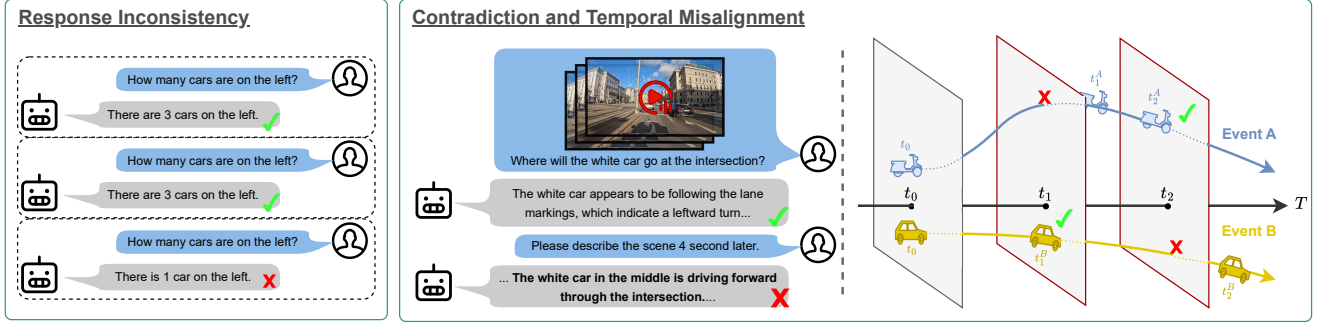 Response Inconsistency
How many cars are on the left?
There are 3 cars on the left.
How many cars are on the left?
There are 3 cars on the left.
How many cars are on the left?
There is 1 car on the left.
X
Contradiction and Temporal Misalignment
Where will the white car go at the intersection?
The white car appears to be following the lane
markings, which indicate a leftward turn...
Please describe the scene 4 second later.
... The white car in the middle is driving forward
through the intersection....
X
X
t₁ᴬ
t₂ᴬ
Event A
t₀
t₀
t₁
t₂
T
Event B
t₀
t₁ᴮ
X
t₂ᴮ